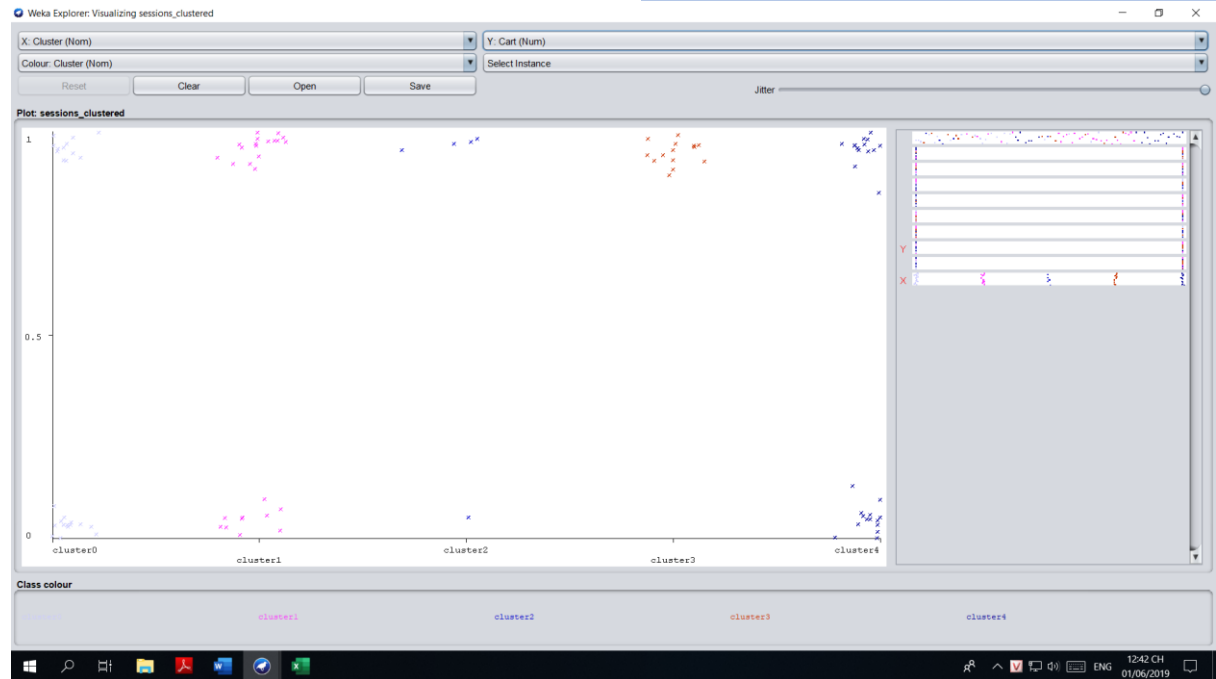 Weka Explorer: Visualizing sessions_clustered
X: Cluster (Nom)
Y: Cart (Num)
Colour: Cluster (Nom)
Select Instance
Reset Clear Open Save
Jitter
Plot: sessions_clustered
1
0.5
0
cluster0 cluster1 cluster2 cluster3 cluster4
Y
X
Class colour
cluster0 cluster1 cluster2 cluster3 cluster4
ENG
12:42 CH
01/06/2019